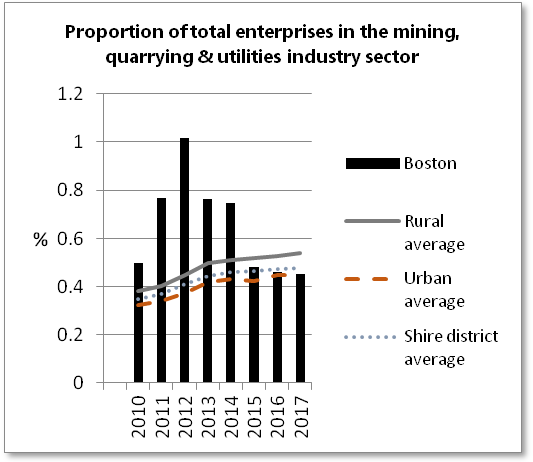 Proportion of total enterprises in the mining,
quarrying & utilities industry sector
1.2
1
0.8
0.6
0.4
0.2
0
%
2010
2011
2012
2013
2014
2015
2016
2017
Boston
Rural
average
Urban
average
Shire district
average